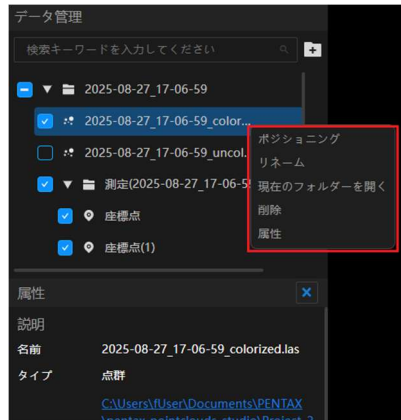 データ管理
検索キーワードを入力してください
2025-08-27_17-06-59
2025-08-27_17-06-59_color...
2025-08-27_17-06-59_uncol.
測定(2025-08-27_17-06-5
座標点
座標点(1)
ポジショニング
リネーム
現在のフォルダーを開く
削除
属性
属性
説明
名前 2025-08-27_17-06-59_colorized.las
タイプ 点群
C:\Users\fUser\Documents\PENTAX